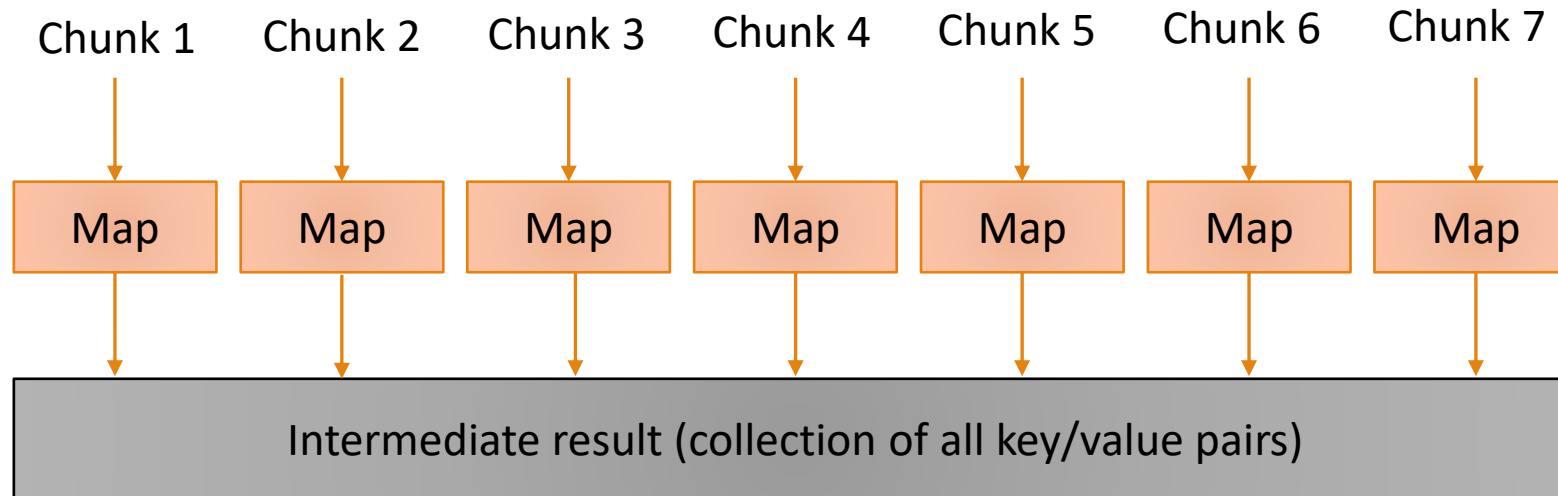 Chunk 1 Chunk 2 Chunk 3 Chunk 4 Chunk 5 Chunk 6 Chunk 7
Map Map Map Map Map Map Map
Intermediate result (collection of all key/value pairs)